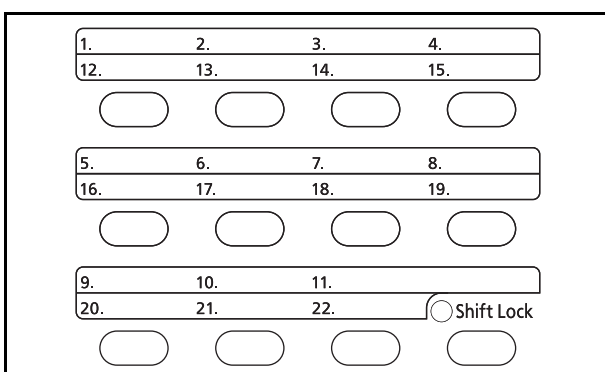 1. 2. 3. 4.
12. 13. 14. 15.
5. 6. 7. 8.
16. 17. 18. 19.
9. 10. 11.
20. 21. 22. Shift Lock